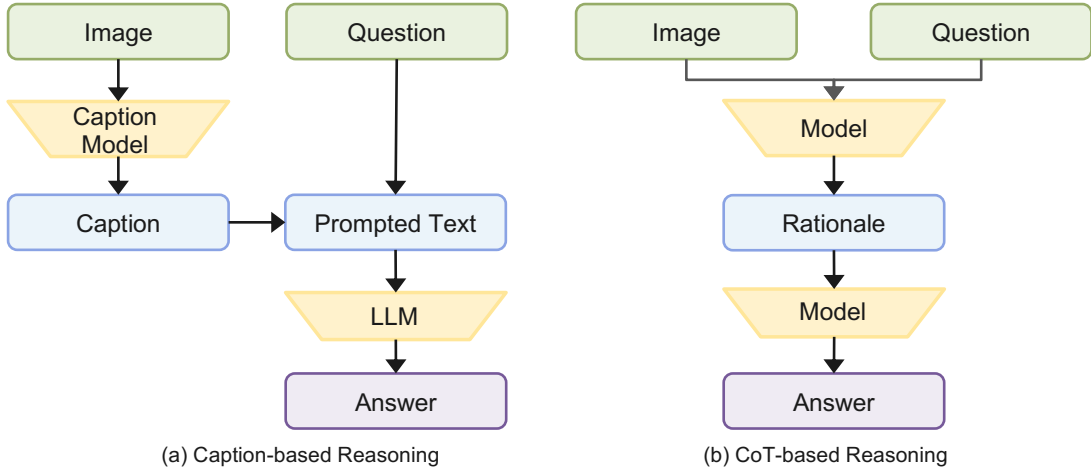 Image
Question
Caption
Model
Caption
Prompted Text
LLM
Answer
(a) Caption-based Reasoning
Image
Question
Model
Rationale
Model
Answer
(b) CoT-based Reasoning